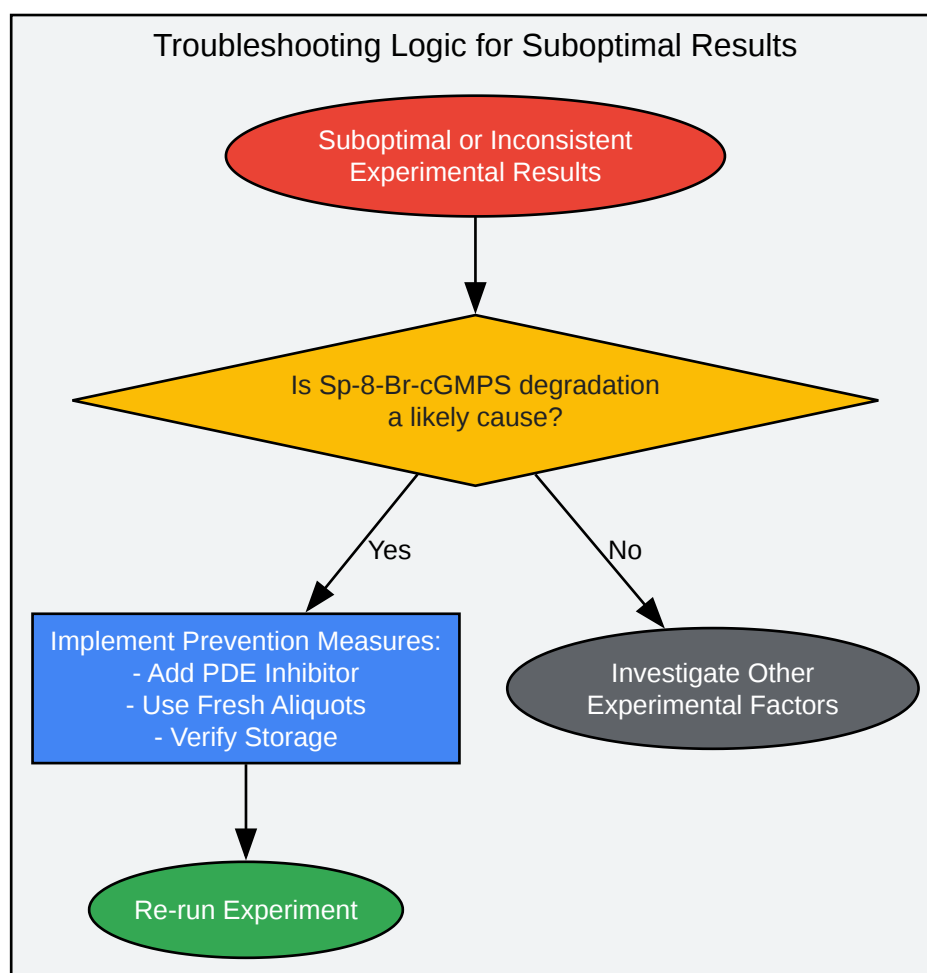 Troubleshooting Logic for Suboptimal Results
Suboptimal or Inconsistent
Experimental Results
Is Sp-8-Br-cGMPS degradation
a likely cause?
Yes
No
Implement Prevention Measures:
- Add PDE Inhibitor
- Use Fresh Aliquots
- Verify Storage
Investigate Other
Experimental Factors
Re-run Experiment